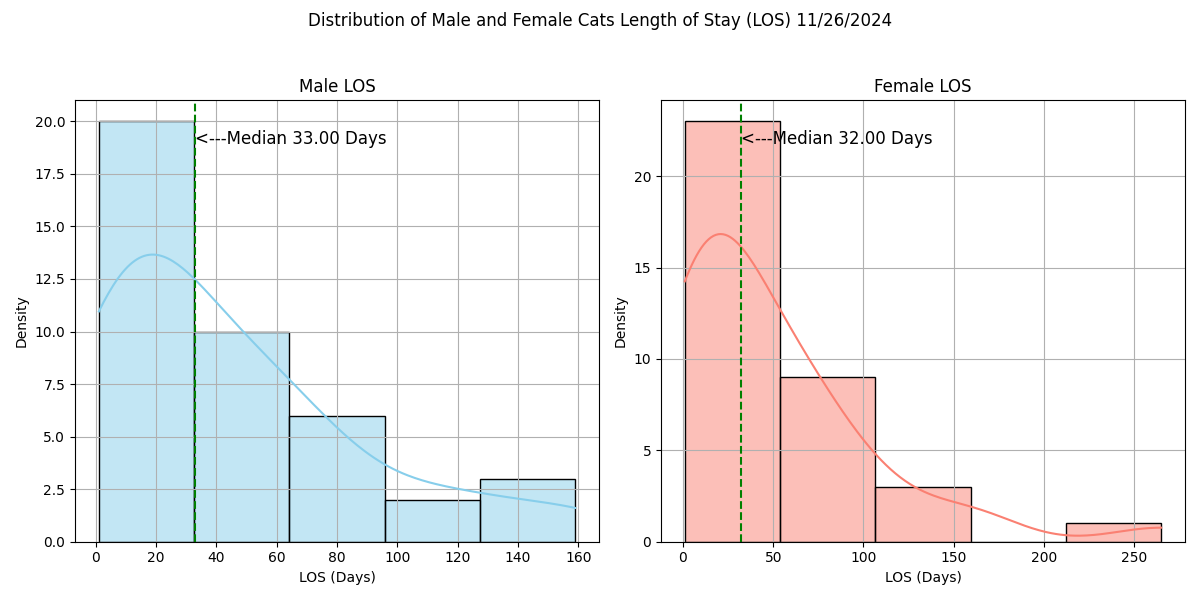 Distribution of Male and Female Cats Length of Stay (LOS) 11/26/2024
Male LOS
20.0
17.5
15.0
12.5
10.0
7.5
5.0
2.5
0.0
Density
<---Median 33.00 Days
0 20 40 60 80 100 120 140 160
LOS (Days)
Female LOS
20
15
10
5
0
Density
<---Median 32.00 Days
0 50 100 150 200 250
LOS (Days)